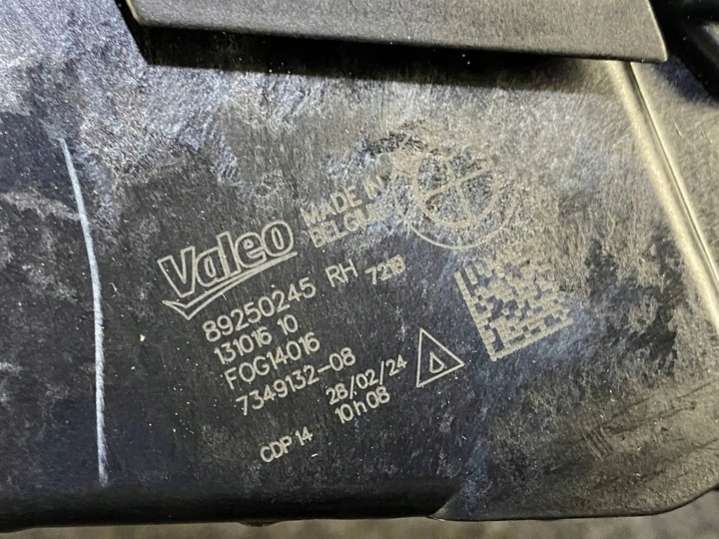 Valeo
MADE IN
BELGIUM
89250245 RH 7218
131016 10
FOG14016
7349132-08
28/02/24
10h08
CDP 14